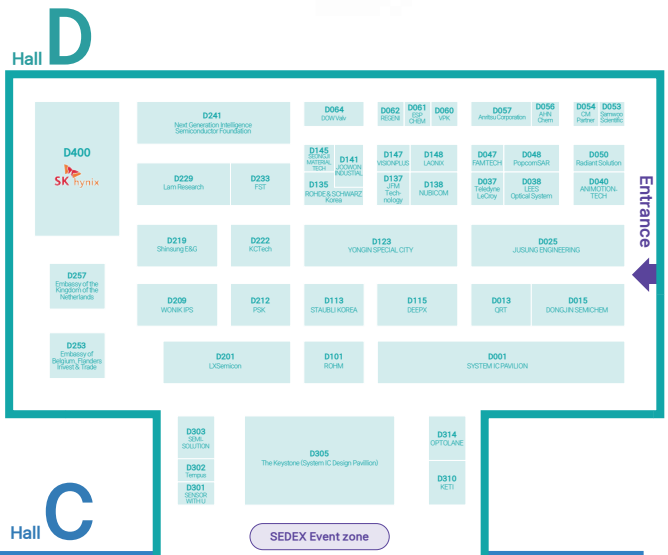 Hall D
D400
SK hynix
D241
Next Generation Intelligence
Semiconductor Foundation
D064
DOW Valv
D062
REGENI
D061
ESP
CHEM.
D060
VPK
D057
Anritsu Corporation
D056
AHN
Chem
D054
CM
Partner
D053
Samwoo
Scientific
D229
Lam Research
D233
FST
D145
SEONGJI
MATERIAL
TECH
D141
JOOWON
INDUSTIAL
D135
ROHDE & SCHWARZ
Korea
D147
VISIONPLUS
D148
LAONIX
D137
JFM
Tech-
nology
D138
NUBICOM
D047
FAMTECH
D048
PopcornSAR
D037
Teledyne
LeCroy
D038
LEES
Optical System
D050
Radiant Solution
D040
ANIMOTION-
TECH
Entrance
D219
Shinsung E&G
D222
KCTech
D123
YONGIN SPECIAL CITY
D025
JUSUNG ENGINEERING
D257
Embassy of the
Kingdom of the
Netherlands
D209
WONIK IPS
D212
PSK
D113
STAUBLI KOREA
D115
DEEPX
D013
QRT
D015
DONGJIN SEMICHEM
D253
Embassy of
Belgium, Flanders
Invest & Trade
D201
LXSemicon
D101
ROHM
D001
SYSTEM IC PAVILION
D303
SEMI-
SOLUTION
D302
Tempus
D301
SENSOR
WITH U
D305
The Keystone (System IC Design Pavillion)
D314
OPTOLANE
D310
KETI
Hall C
SEDEX Event zone